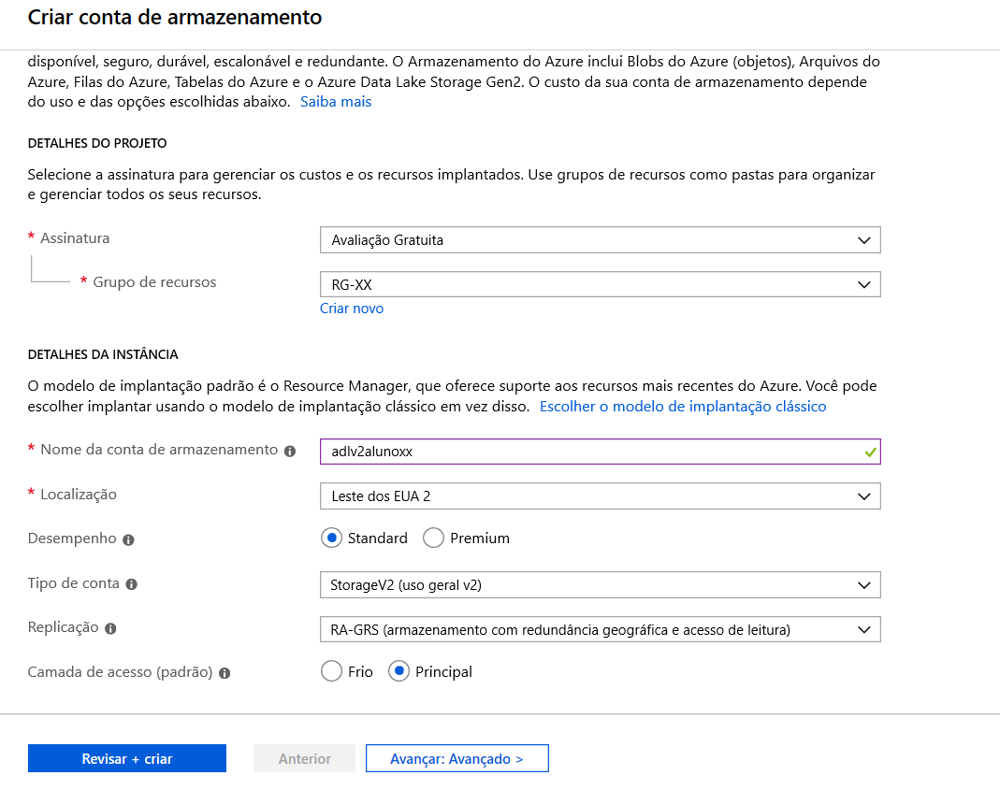 Criar conta de armazenamento
disponível, seguro, durável, escalonável e redundante. O Armazenamento do Azure inclui Blobs do Azure (objetos), Arquivos do
Azure, Filas do Azure, Tabelas do Azure e o Azure Data Lake Storage Gen2. O custo da sua conta de armazenamento depende
do uso e das opções escolhidas abaixo. Saiba mais
DETALHES DO PROJETO
Selecione a assinatura para gerenciar os custos e os recursos implantados. Use grupos de recursos como pastas para organizar
e gerenciar todos os seus recursos.
* Assinatura
Avaliação Gratuita
* Grupo de recursos
RG-XX
Criar novo
DETALHES DA INSTÂNCIA
O modelo de implantação padrão é o Resource Manager, que oferece suporte aos recursos mais recentes do Azure. Você pode
escolher implantar usando o modelo de implantação clássico em vez disso. Escolher o modelo de implantação clássico
* Nome da conta de armazenamento
adlv2alunoxx
* Localização
Leste dos EUA 2
Desempenho
Standard Premium
Tipo de conta
StorageV2 (uso geral v2)
Replicação
RA-GRS (armazenamento com redundância geográfica e acesso de leitura)
Camada de acesso (padrão)
Frio Principal
Revisar + criar Anterior Avançar: Avançado >